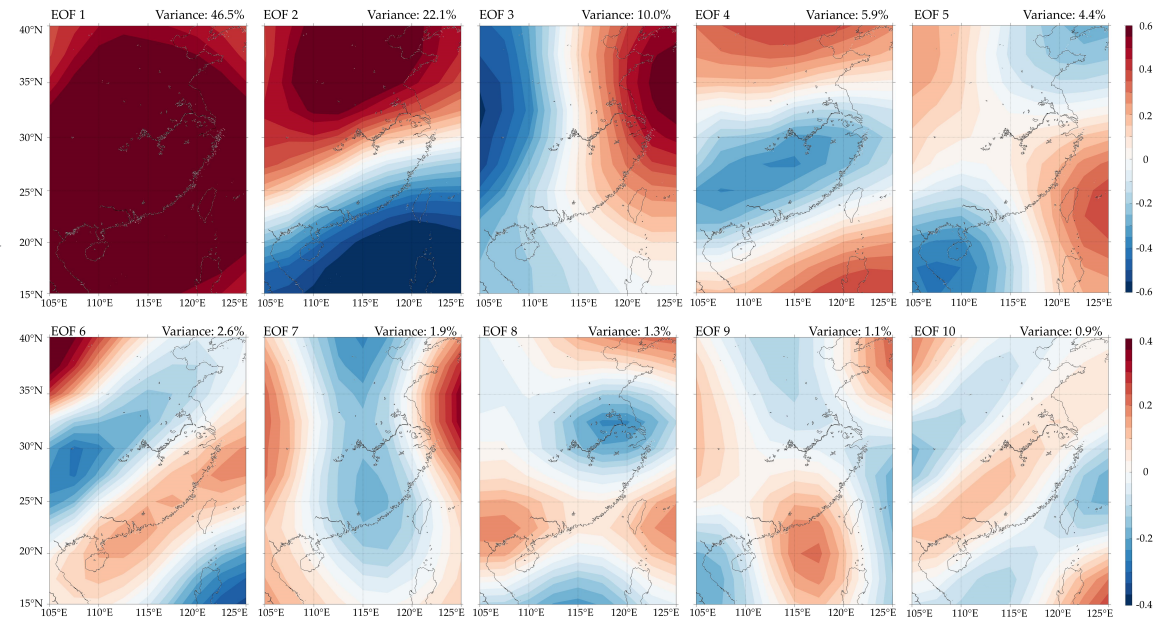 EOF 1 Variance: 46.5% EOF 2 Variance: 22.1% EOF 3 Variance: 10.0% EOF 4 Variance: 5.9% EOF 5 Variance: 4.4%
40°N 0.6
35°N 0.4
0.2
30°N 0
25°N -0.2
20°N -0.4
15°N -0.6
105°E 110°E 115°E 120°E 125°E 105°E 110°E 115°E 120°E 125°E 105°E 110°E 115°E 120°E 125°E 105°E 110°E 115°E 120°E 125°E 105°E 110°E 115°E 120°E 125°E
EOF 6 Variance: 2.6% EOF 7 Variance: 1.9% EOF 8 Variance: 1.3% EOF 9 Variance: 1.1% EOF 10 Variance: 0.9%
40°N 0.4
35°N 0.2
30°N 0
25°N
20°N -0.2
15°N -0.4
105°E 110°E 115°E 120°E 125°E 105°E 110°E 115°E 120°E 125°E 105°E 110°E 115°E 120°E 125°E 105°E 110°E 115°E 120°E 125°E 105°E 110°E 115°E 120°E 125°E